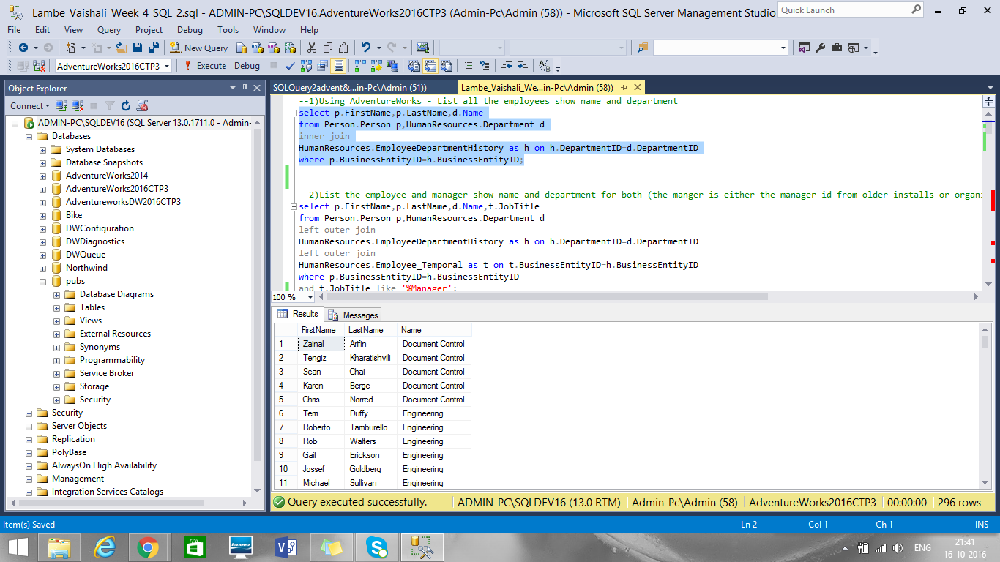 Lambe_Vaishali_Week_4_SQL_2.sql - ADMIN-PC\SQLDEV16.AdventureWorks2016CTP3 (Admin-Pc\Admin (58)) - Microsoft SQL Server Management Studio
Quick Launch
File Edit View Query Project Debug Tools Window Help
New Query
AdventureWorks2016CTP3 Execute Debug
Object Explorer
Connect
ADMIN-PC\SQLDEV16 (SQL Server 13.0.1711.0 - Admin-
Databases
System Databases
Database Snapshots
AdventureWorks2014
AdventureWorks2016CTP3
AdventureworksDW2016CTP3
Bike
DWConfiguration
DWDiagnostics
DWQueue
Northwind
pubs
Database Diagrams
Tables
Views
External Resources
Synonyms
Programmability
Service Broker
Storage
Security
Security
Server Objects
Replication
PolyBase
AlwaysOn High Availability
Management
Integration Services Catalogs
SQLQuery2advent&...in-Pc\Admin (51))
Lambe_Vaishali_We...in-Pc\Admin (58))
--1)Using AdventureWorks - List all the employees show name and department
select p.FirstName,p.LastName,d.Name
from Person.Person p,HumanResources.Department d
inner join
HumanResources.EmployeeDepartmentHistory as h on h.DepartmentID=d.DepartmentID
where p.BusinessEntityID=h.BusinessEntityID;
--2)List the employee and manager show name and department for both (the manger is either the manager id from older installs or organi
select p.FirstName,p.LastName,d.Name,t.JobTitle
from Person.Person p,HumanResources.Department d
left outer join
HumanResources.EmployeeDepartmentHistory as h on h.DepartmentID=d.DepartmentID
left outer join
HumanResources.Employee_Temporal as t on t.BusinessEntityID=h.BusinessEntityID
where p.BusinessEntityID=h.BusinessEntityID
and t.JobTitle like '%Manager';
100 %
Results Messages
FirstName LastName Name
1 Zainal Arifin Document Control
2 Tengiz Kharatishvili Document Control
3 Sean Chai Document Control
4 Karen Berge Document Control
5 Chris Norred Document Control
6 Terri Duffy Engineering
7 Roberto Tamburello Engineering
8 Rob Walters Engineering
9 Gail Erickson Engineering
10 Jossef Goldberg Engineering
11 Michael Sullivan Engineering
Query executed successfully. ADMIN-PC\SQLDEV16 (13.0 RTM) Admin-Pc\Admin (58) AdventureWorks2016CTP3 00:00:00 296 rows
Item(s) Saved Ln 2 Col 1 Ch 1 INS
lenovo
ENG
21:41
16-10-2016